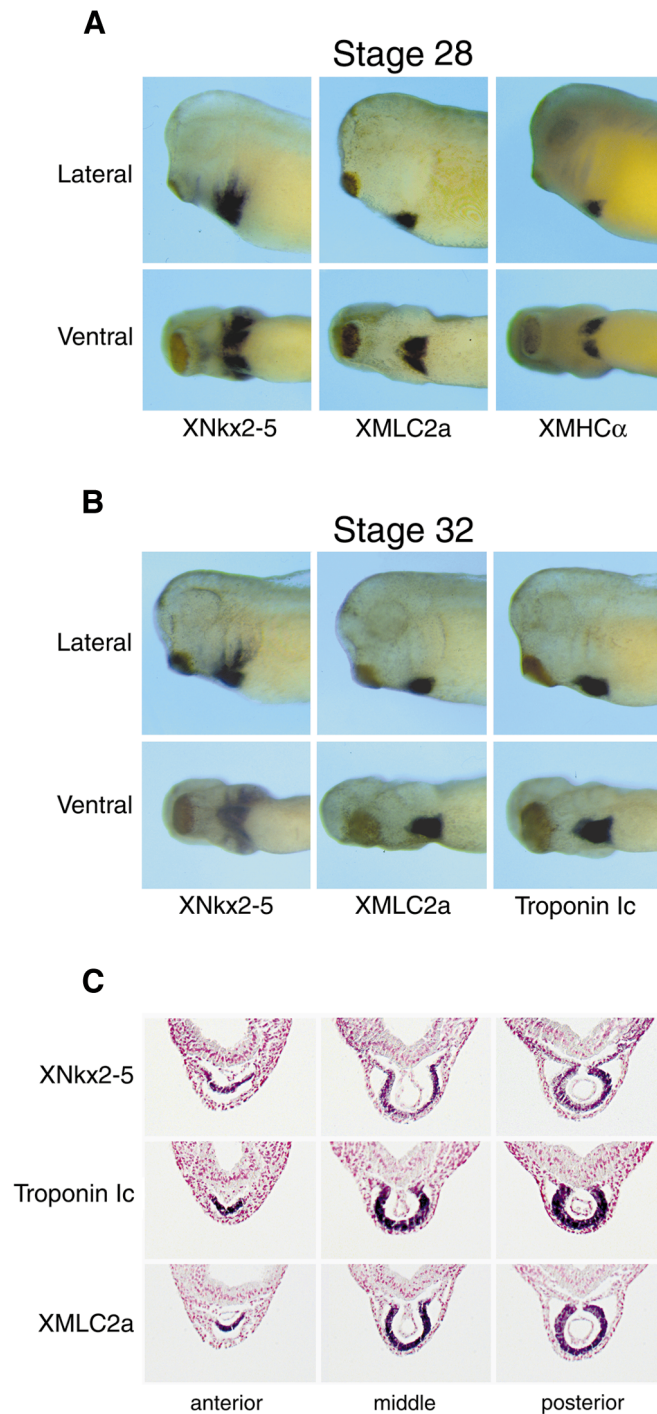 A
Stage 28
Lateral
Ventral
XNkx2-5 XMLC2a XMHCα
B
Stage 32
Lateral
Ventral
XNkx2-5 XMLC2a Troponin Ic
C
XNkx2-5
Troponin Ic
XMLC2a
anterior middle posterior